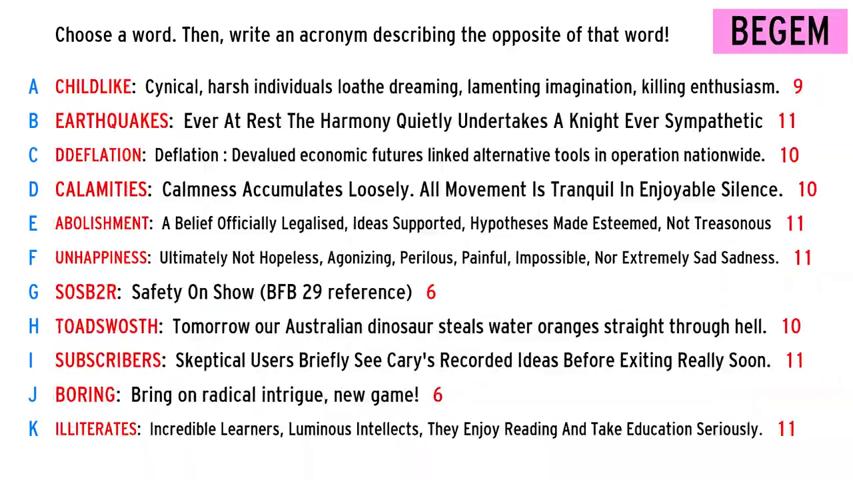 Choose a word. Then, write an acronym describing the opposite of that word!
BEGEM
A CHILDLIKE: Cynical, harsh individuals loathe dreaming, lamenting imagination, killing enthusiasm. 9
B EARTHQUAKES: Ever At Rest The Harmony Quietly Undertakes A Knight Ever Sympathetic 11
C DDEFLATION: Deflation : Devalued economic futures linked alternative tools in operation nationwide. 10
D CALAMITIES: Calmness Accumulates Loosely. All Movement Is Tranquil In Enjoyable Silence. 10
E ABOLISHMENT: A Belief Officially Legalised, Ideas Supported, Hypotheses Made Esteemed, Not Treasonous 11
F UNHAPPINESS: Ultimately Not Hopeless, Agonizing, Perilous, Painful, Impossible, Nor Extremely Sad Sadness. 11
G SOSB2R: Safety On Show (BFB 29 reference) 6
H TOADSWOSTH: Tomorrow our Australian dinosaur steals water oranges straight through hell. 10
I SUBSCRIBERS: Skeptical Users Briefly See Cary's Recorded Ideas Before Exiting Really Soon. 11
J BORING: Bring on radical intrigue, new game! 6
K ILLITERATES: Incredible Learners, Luminous Intellects, They Enjoy Reading And Take Education Seriously. 11